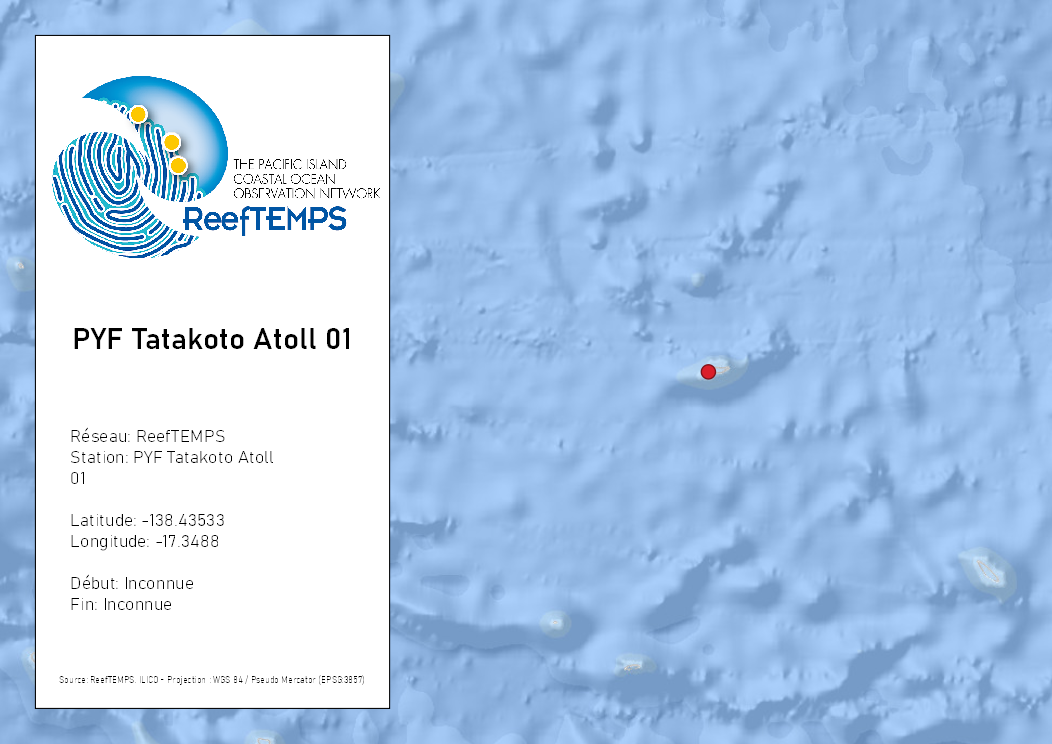 THE PACIFIC ISLAND
COASTAL OCEAN
OBSERVATION NETWORK
ReefTEMPS
PYF Tatakoto Atoll 01
Réseau: ReefTEMPS
Station: PYF Tatakoto Atoll
01
Latitude: -138.43533
Longitude: -17.3488
Début: Inconnue
Fin: Inconnue
Source: ReefTEMPS, ILICO - Projection : WGS 84 / Pseudo Mercator (EPSG:3857)